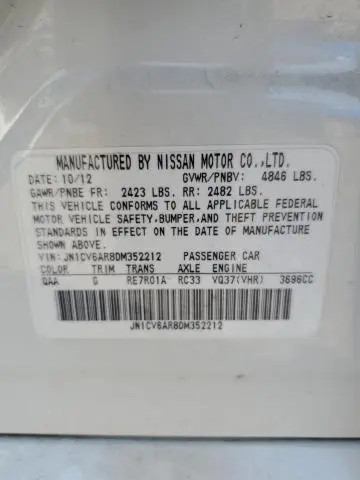 MANUFACTURED BY NISSAN MOTOR CO.,LTD.
DATE: 10/12 GVWR/PNBV: 4846 LBS.
GAWR/PNBE FR: 2423 LBS. RR: 2482 LBS.
THIS VEHICLE CONFORMS TO ALL APPLICABLE FEDERAL
MOTOR VEHICLE SAFETY,BUMPER,AND THEFT PREVENTION
STANDARDS IN EFFECT ON THE DATE OF MANUFACTURE
SHOWN ABOVE.
VIN: JN1CV6AR8DM352212 PASSENGER CAR
COLOR TRIM TRANS AXLE ENGINE
QAA G RE7R01A RC33 VQ37(VHR) 3696CC
JN1CV6AR8DM352212